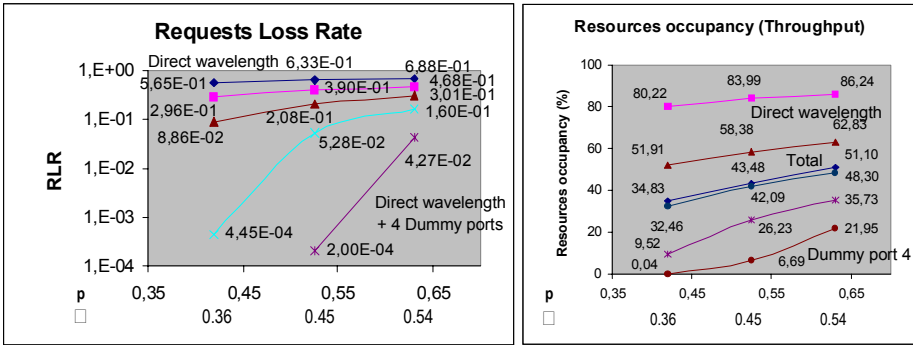 Requests Loss Rate
Direct wavelength
6,33E-01
6,88E-01
1,E+00
5,65E-01
4,68E-01
3,90E-01
3,01E-01
1,E-01
2,96E-01
2,08E-01
1,60E-01
8,86E-02
5,28E-02
1,E-02
4,27E-02
RLR
1,E-03
Direct wavelength
+ 4 Dummy ports
4,45E-04
2,00E-04
1,E-04
0,35
0,45
0,55
0,65
p
0.36
0.45
0.54
Resources occupancy (Throughput)
Resources occupancy (%)
100
80
60
40
20
0
80,22
83,99
86,24
Direct wavelength
51,91
58,38
62,83
Total
34,83
43,48
51,10
32,46
42,09
48,30
9,52
26,23
35,73
0,04
6,69
21,95
Dummy port 4
0,35
0,45
0,55
0,65
p
0.36
0.45
0.54